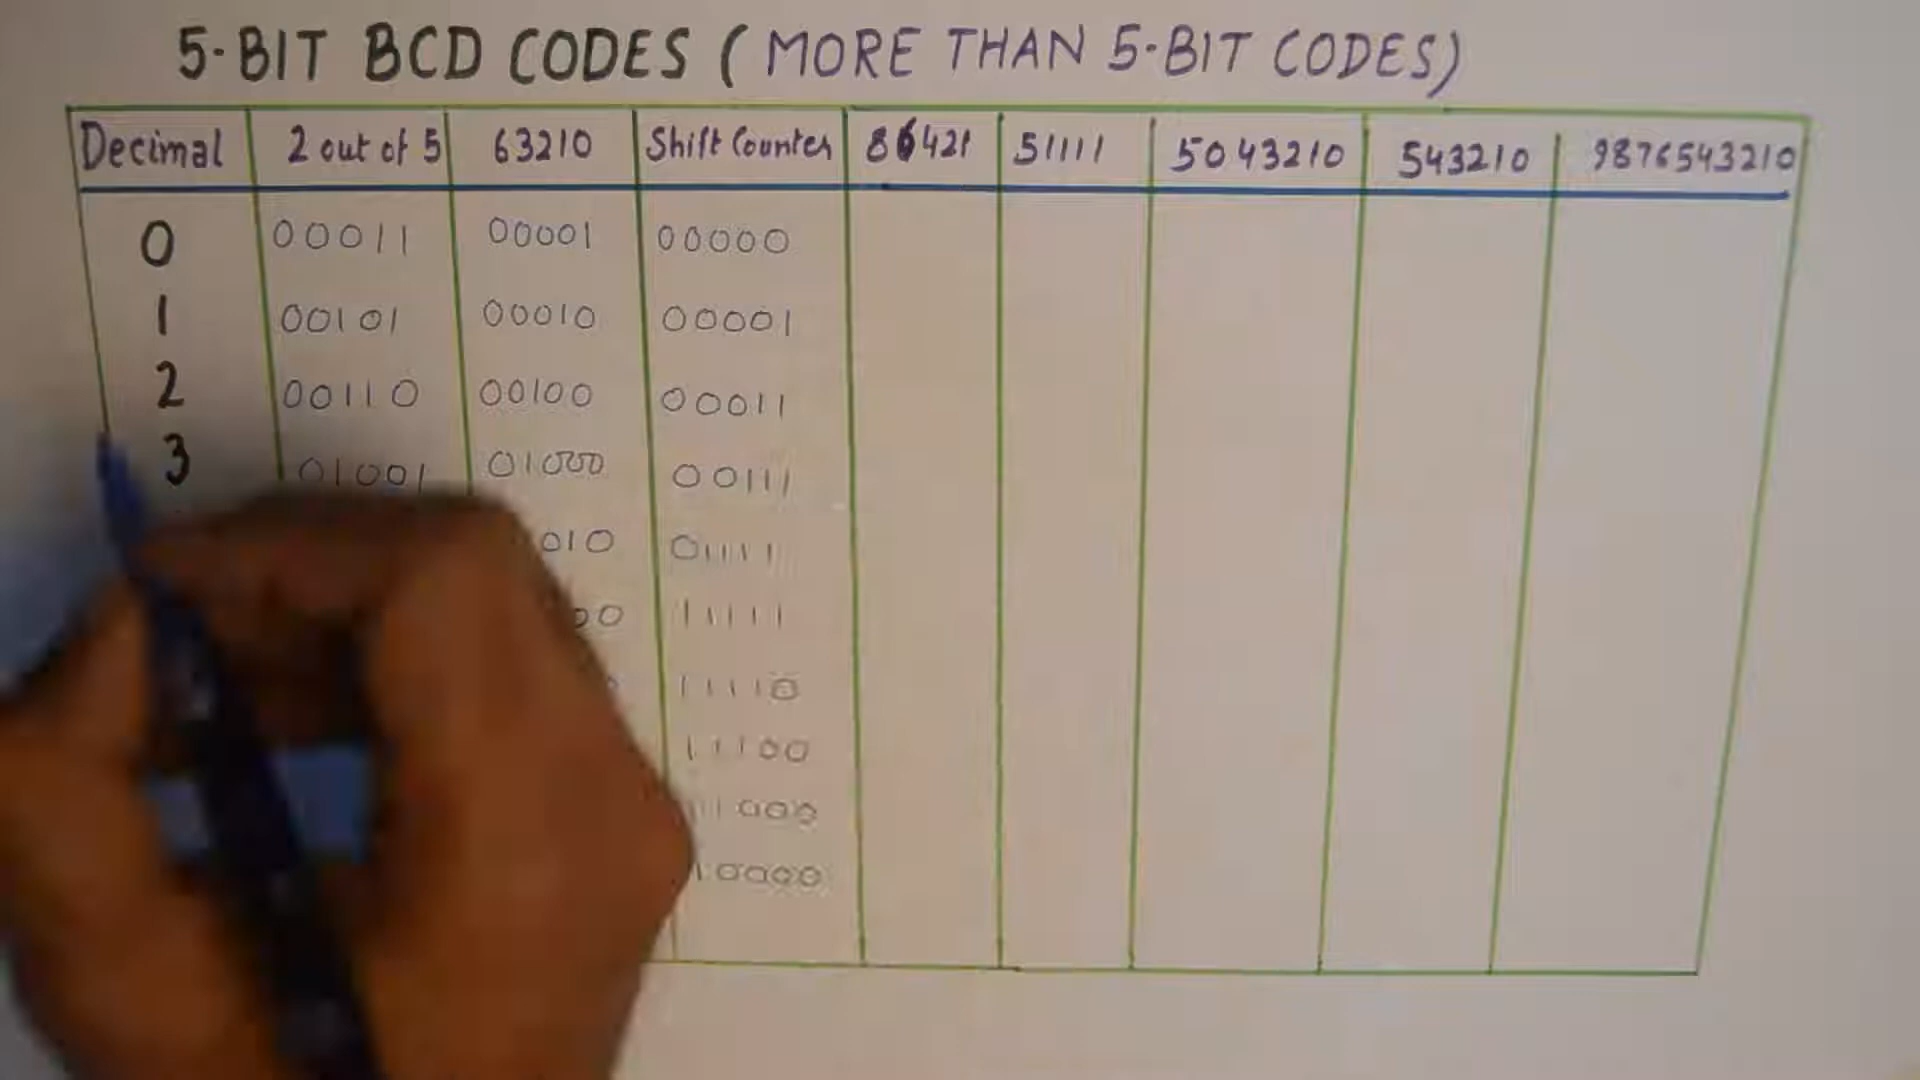 5-BIT BCD CODES (MORE THAN 5-BIT CODES)
Decimal 2 out of 5 63210 Shift Counter 86421 51111 5043210 543210 9876543210
0 00011 00001 00000
1 00101 00010 00001
2 00110 00100 00011
3 01001 01000 00111
010 01111
00 11111
11110
11100
11000
10000